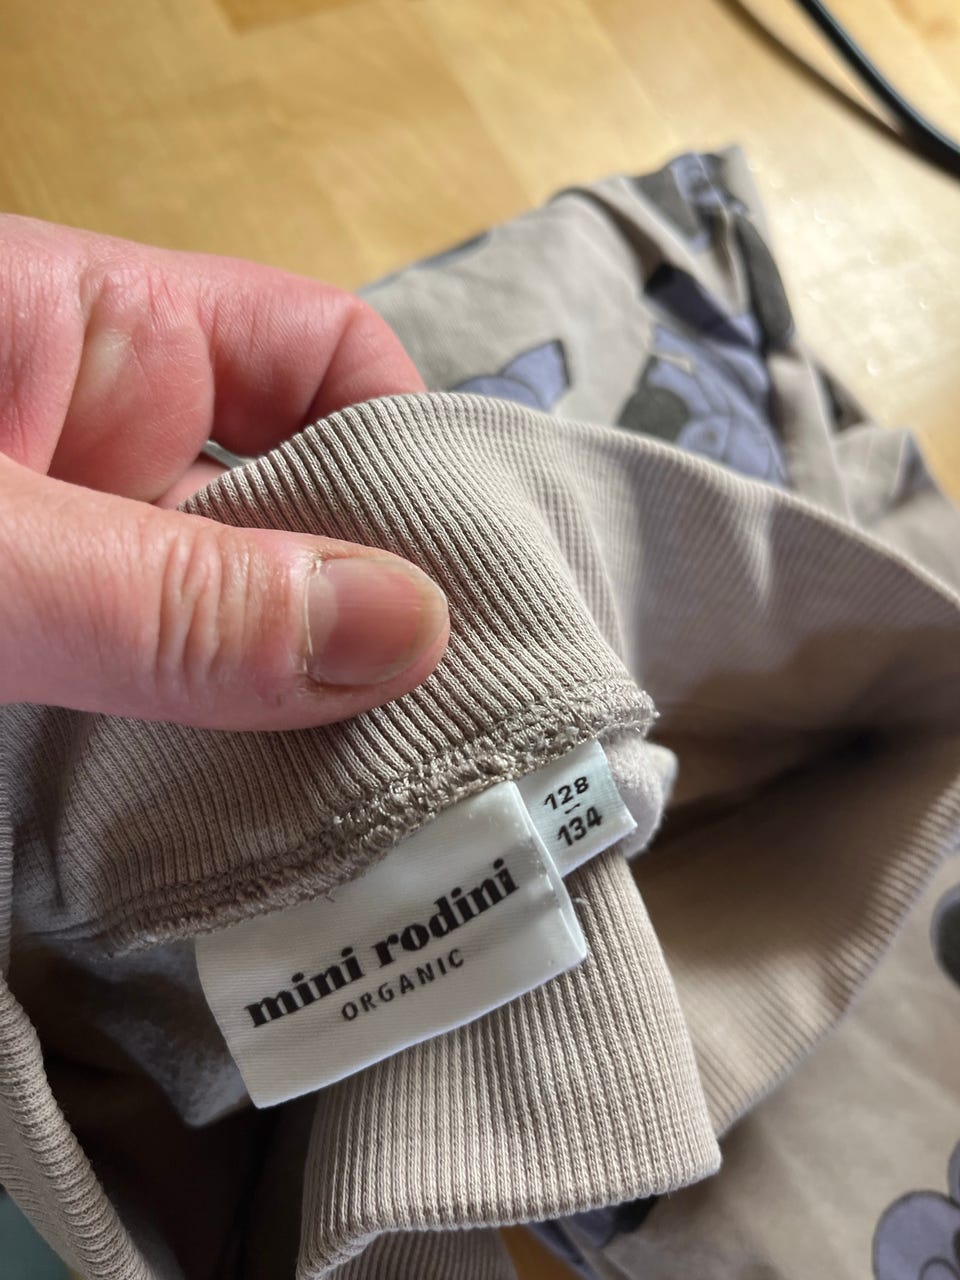 128
–
134
mini rodini
ORGANIC